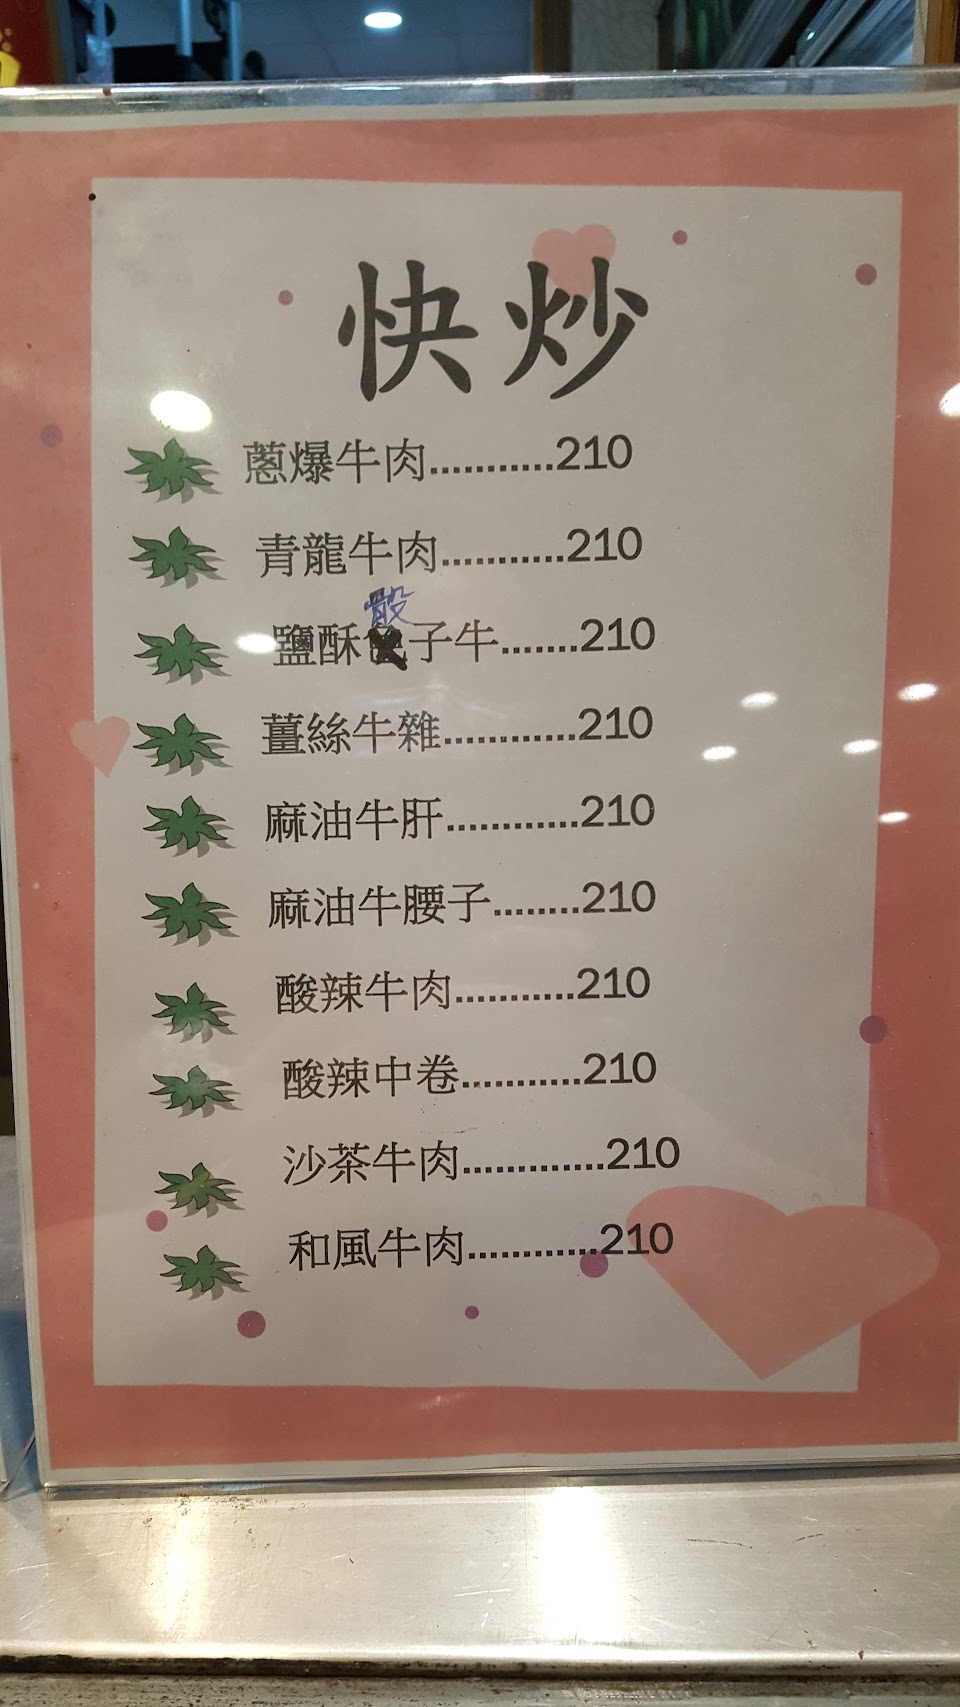 快炒
蔥爆牛肉...........210
青龍牛肉...........210
鹽酥骰子牛.......210
薑絲牛雜............210
麻油牛肝............210
麻油牛腰子........210
酸辣牛肉...........210
酸辣中卷...........210
沙茶牛肉.............210
和風牛肉............210